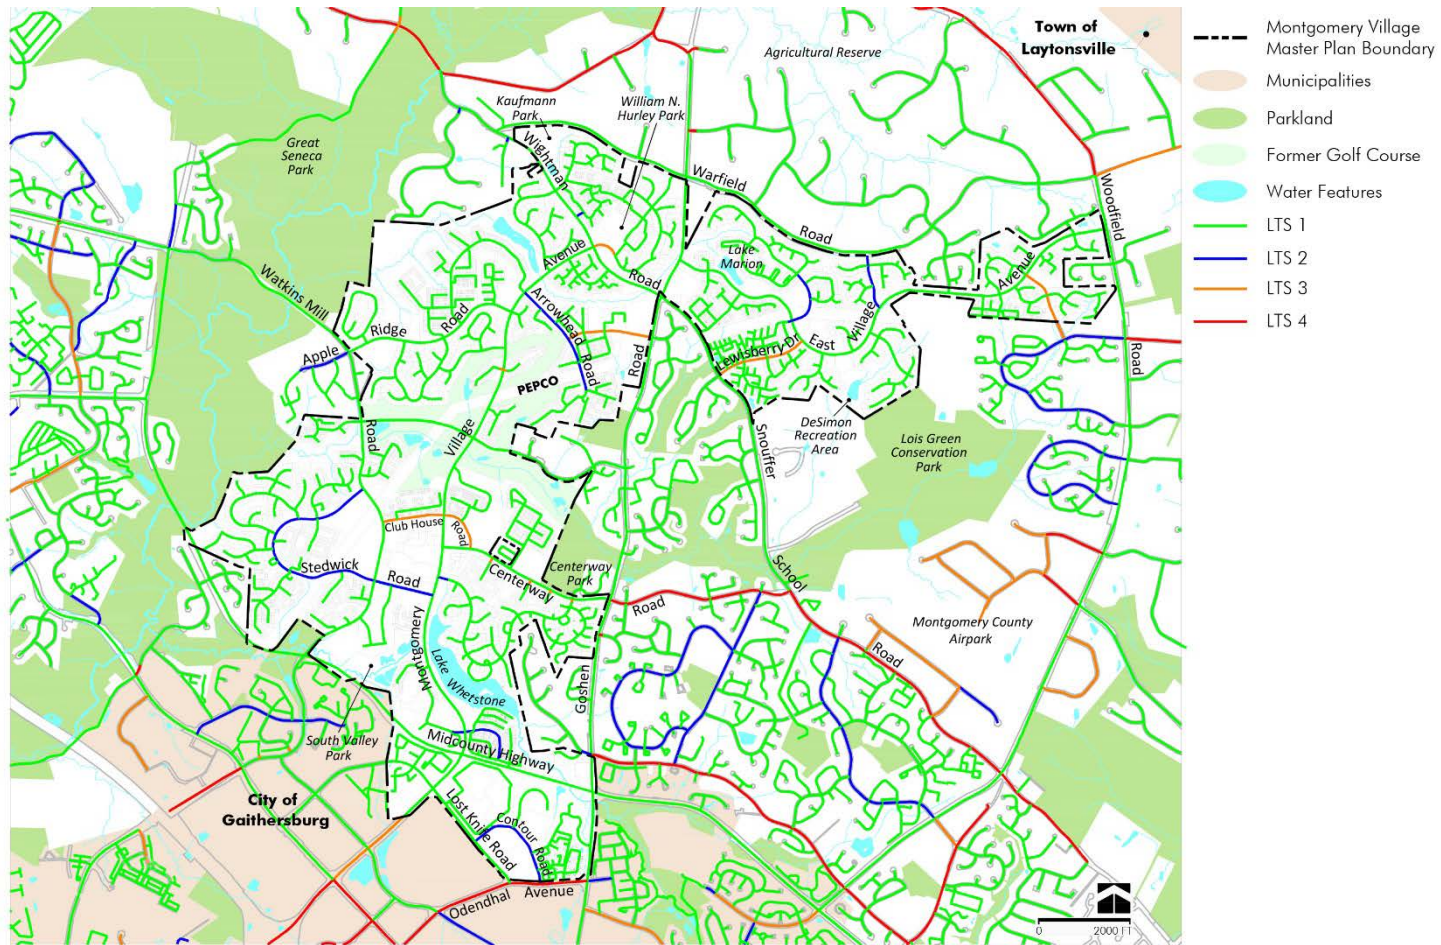 Town of
Laytonsville
Agricultural Reserve
Kaufmann
Park
William N.
Hurley Park
Great
Seneca
Park
Wightman
Warfield
Woodfield
Road
Avenue
Lake
Marion
Road
Avenue
Watkins Mill
Arrowhead
Village
Ridge
Road
Apple
Lewisberry Dr
East
Road
Road
Road
PEPCO
Road
Village
Snouffer
DeSimon
Recreation
Area
Lois Green
Conservation
Park
Club House
Road
Stedwick
Road
Centerway
Centerway
Park
School
Road
Montgomery
Montgomery County
Airpark
Road
Lake Whetstone
Goshen
South Valley
Park
Midcounty Highway
City of
Gaithersburg
Lost Knife Road
Contour
Road
Odendhal
Avenue
0
2000 FT
Montgomery Village
Master Plan Boundary
Municipalities
Parkland
Former Golf Course
Water Features
LTS 1
LTS 2
LTS 3
LTS 4